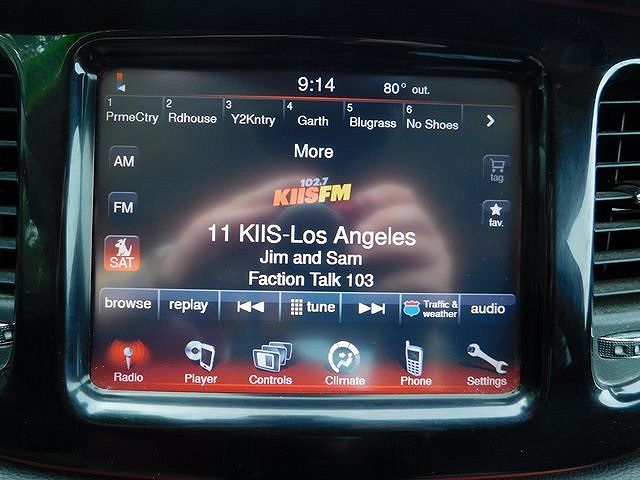 9:14 80° out.
1 PrmeCtry 2 Rdhouse 3 Y2Kntry 4 Garth 5 Blugrass 6 No Shoes >
More
AM
tag
102.7
KIISFM
FM
fav.
11 KIIS-Los Angeles
SAT
Jim and Sam
Faction Talk 103
browse replay tune Traffic & weather audio
Radio Player Controls Climate Phone Settings